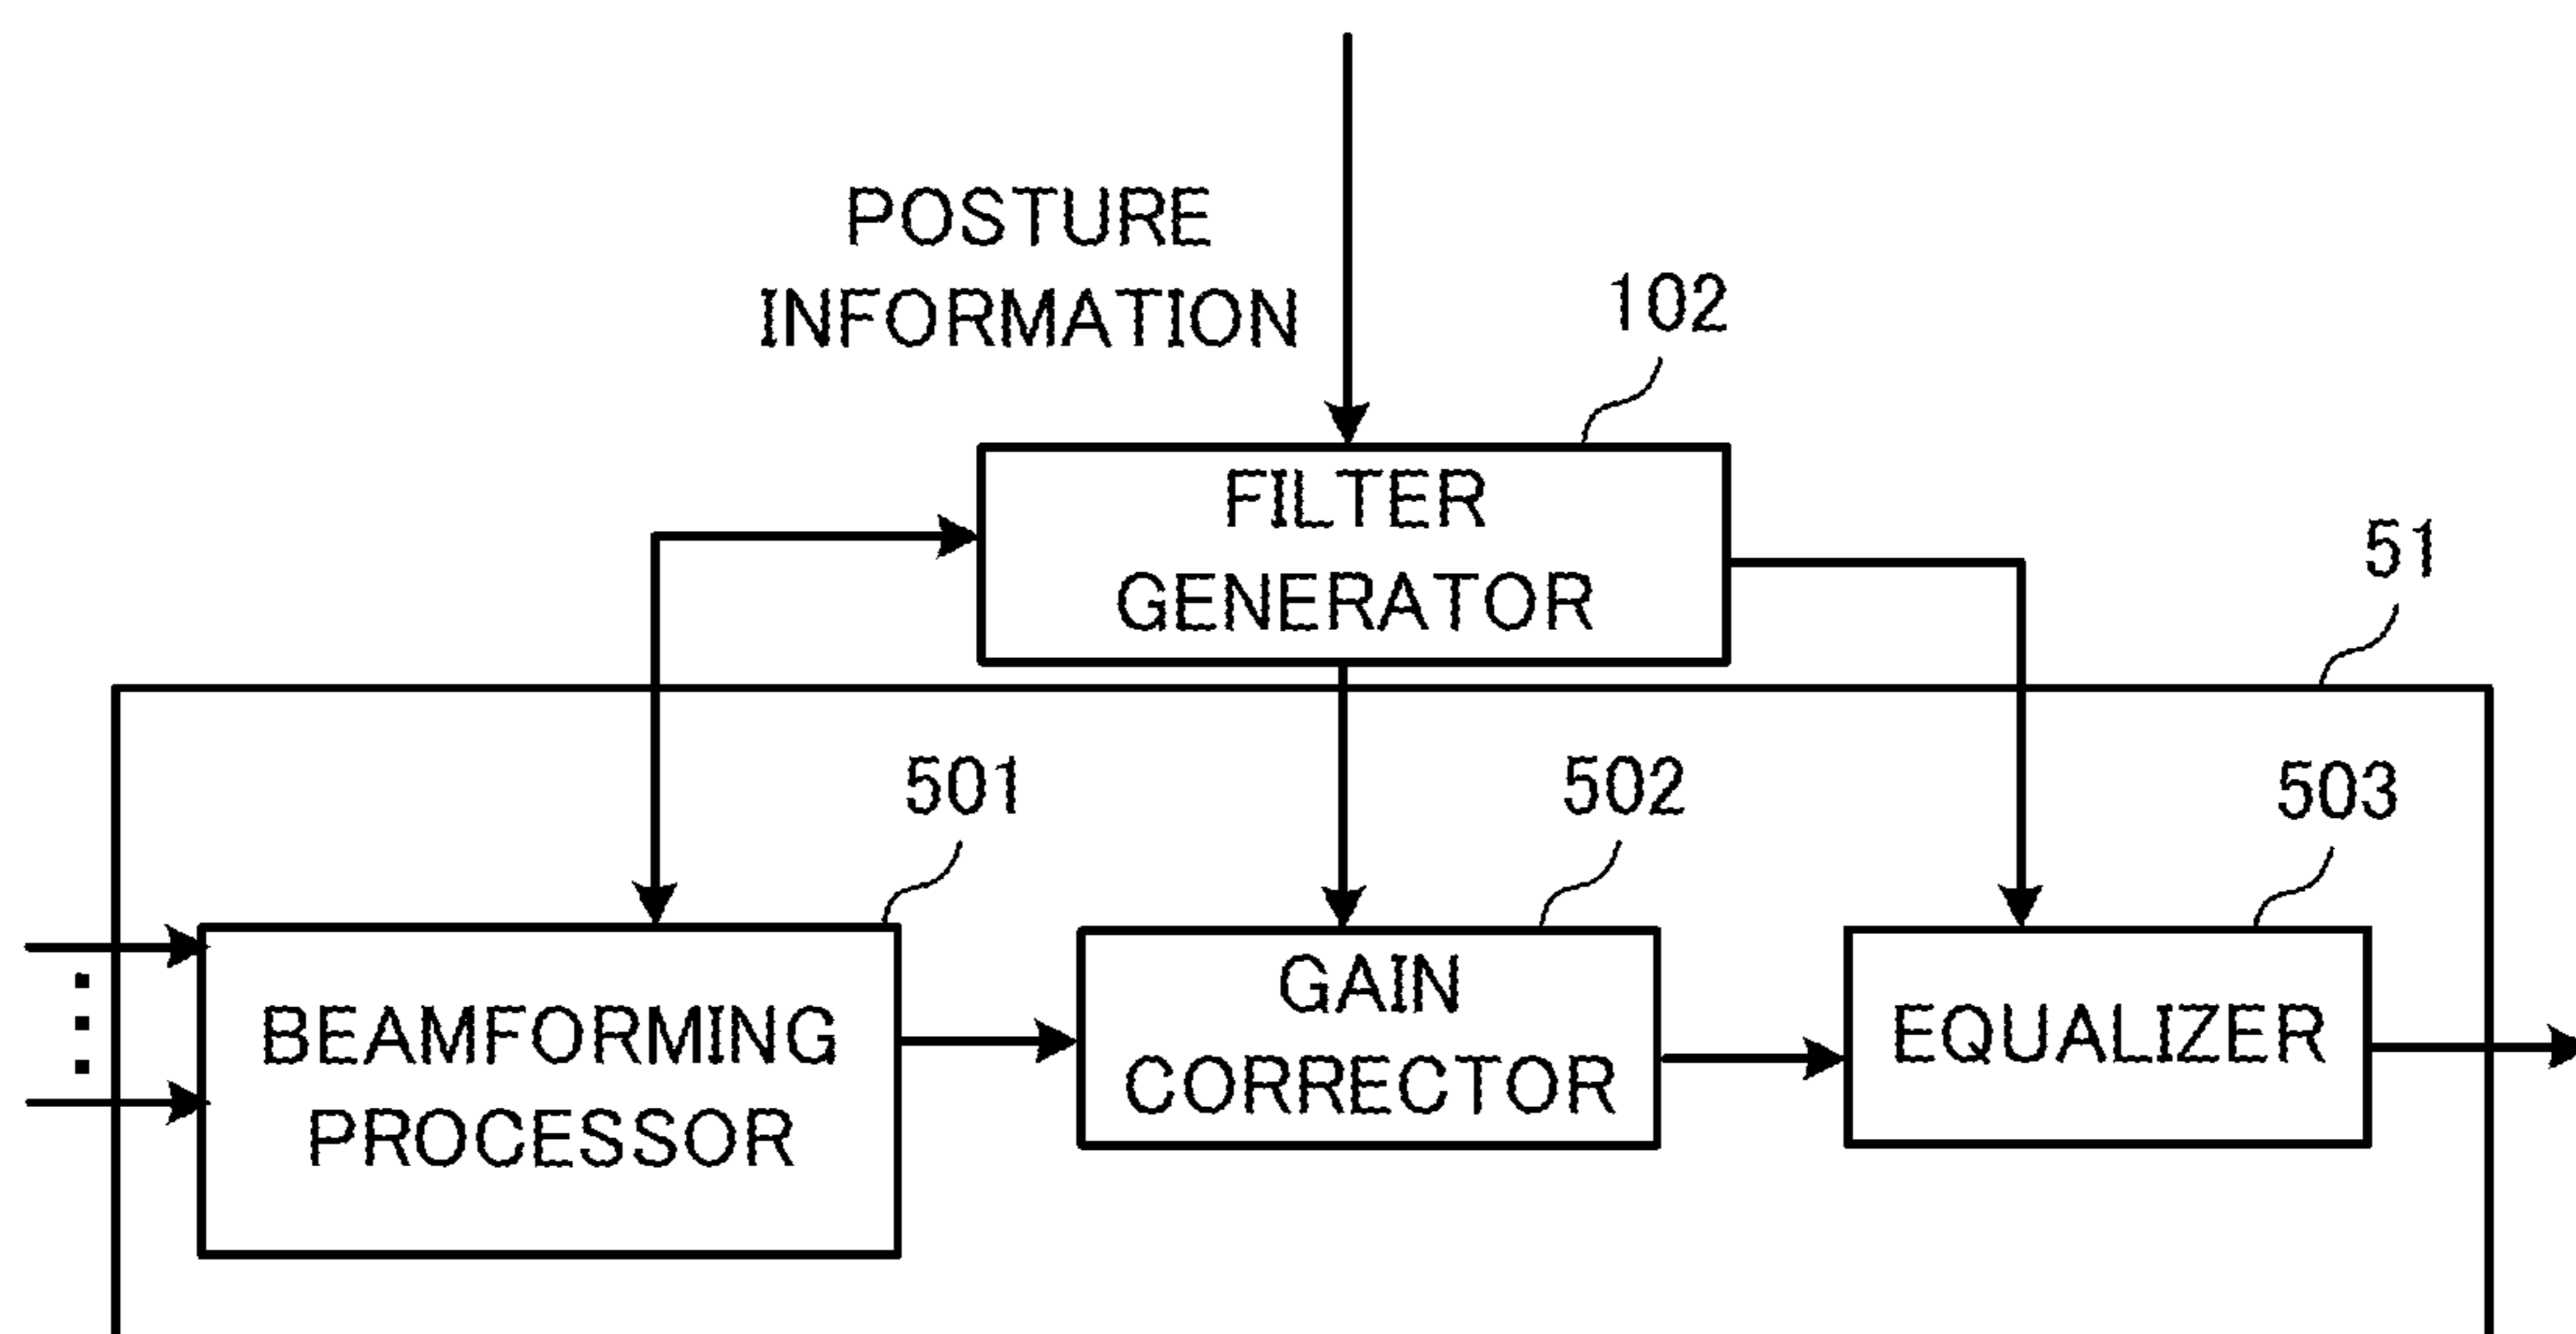 POSTURE
INFORMATION
102
FILTER
GENERATOR
51
501
502
503
BEAMFORMING
PROCESSOR
GAIN
CORRECTOR
EQUALIZER